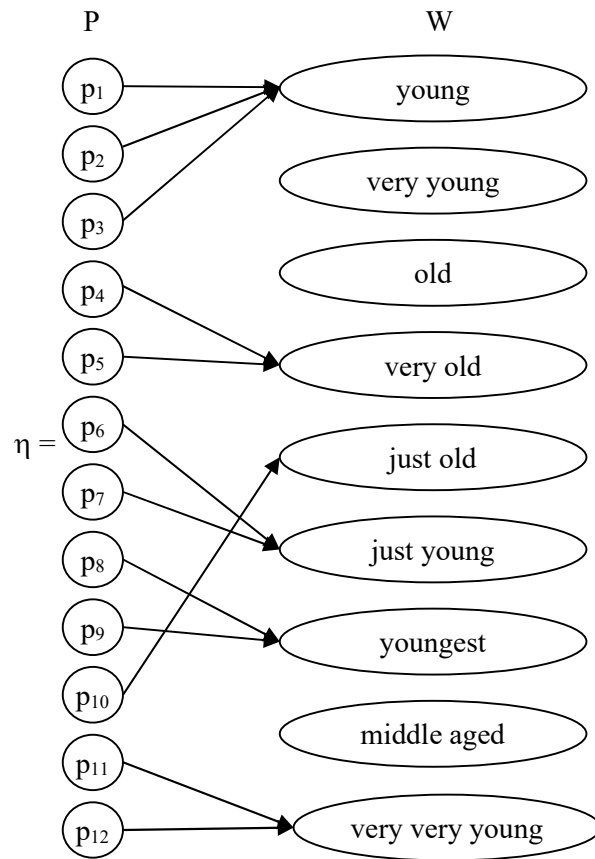 P W
p₁ young
p₂
very young
p₃
old
p₄
p₅ very old
p₆
η =
just old
p₇
just young
p₈
p₉ youngest
p₁₀
middle aged
p₁₁
p₁₂ very very young